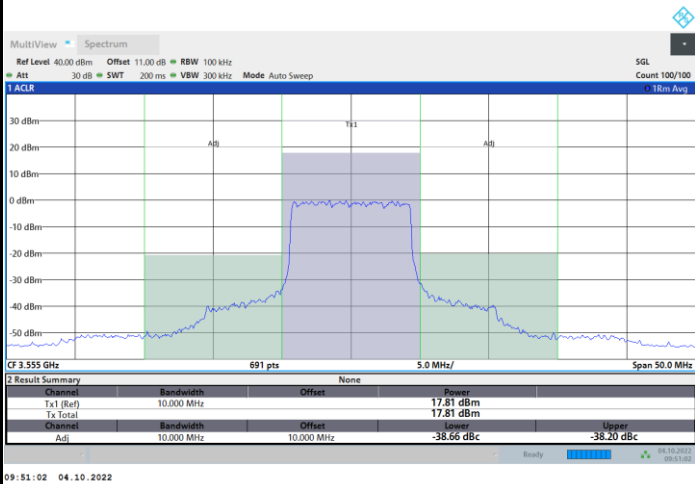 MultiView Spectrum
Ref Level 40.00 dBm Offset 11.00 dB RBW 100 kHz SGL
Att 30 dB SWT 200 ms VBW 300 kHz Mode Auto Sweep Count 100/100
1 ACLR 1Rm Avg
30 dBm
Tx1
20 dBm
Adj Adj
10 dBm
0 dBm
-10 dBm
-20 dBm
-30 dBm
-40 dBm
-50 dBm
CF 3.555 GHz 691 pts 5.0 MHz/ Span 50.0 MHz
2 Result Summary None
Channel Bandwidth Offset Power
Tx1 (Ref) 10.000 MHz 17.81 dBm
Tx Total 17.81 dBm
Channel Bandwidth Offset Lower Upper
Adj 10.000 MHz 10.000 MHz -38.66 dBc -38.20 dBc
Ready 04.10.2022
09:51:02
09:51:02 04.10.2022